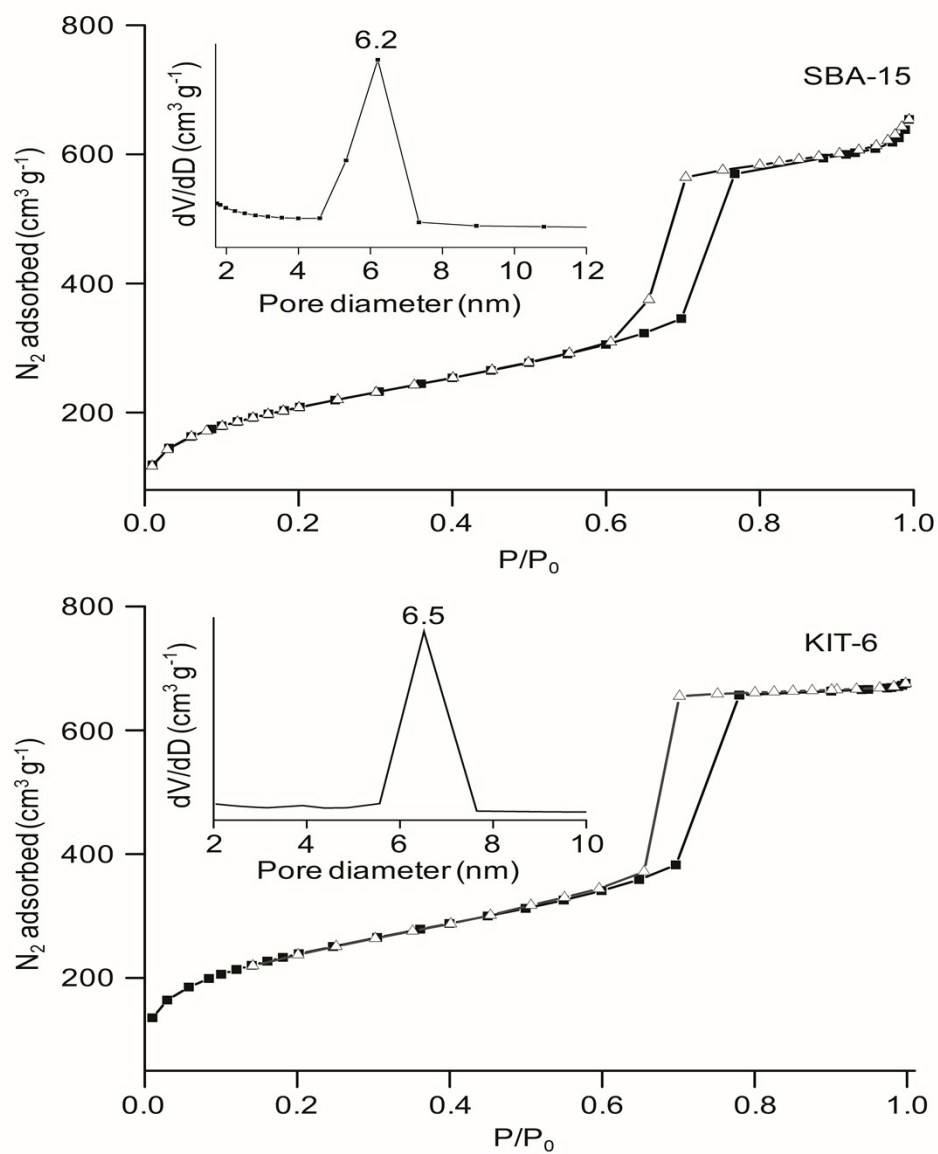 800
600
400
200
N₂ adsorbed (cm³ g⁻¹)
SBA-15
6.2
dV/dD (cm³ g⁻¹)
2 4 6 8 10 12
Pore diameter (nm)
0.0 0.2 0.4 0.6 0.8 1.0
P/P₀
800
600
400
200
N₂ adsorbed (cm³ g⁻¹)
KIT-6
6.5
dV/dD (cm³ g⁻¹)
2 4 6 8 10
Pore diameter (nm)
0.0 0.2 0.4 0.6 0.8 1.0
P/P₀